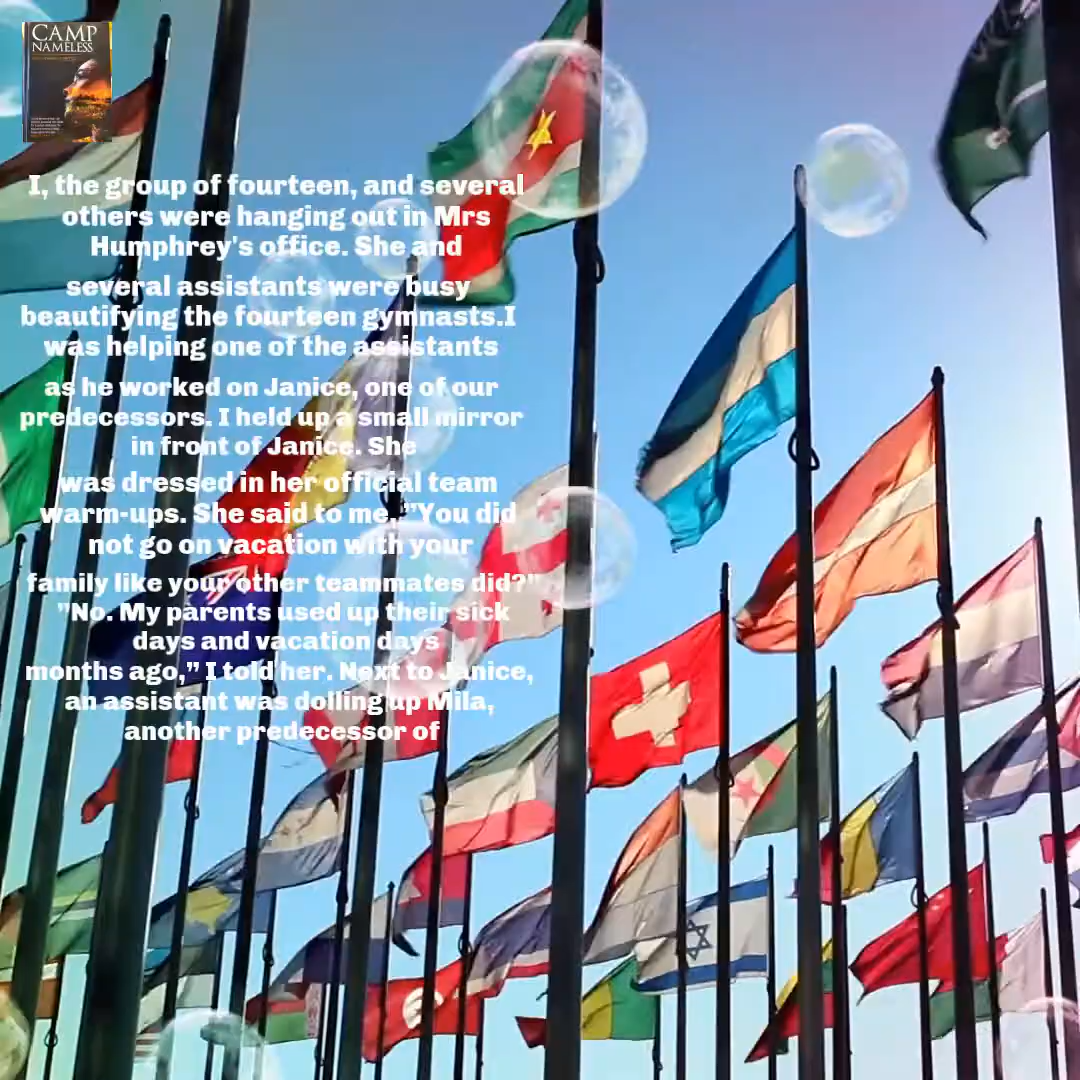 CAMP
NAMELESS
I, the group of fourteen, and several
others were hanging out in Mrs
Humphrey's office. She and
several assistants were busy
beautifying the fourteen gymnasts.I
was helping one of the assistants
as he worked on Janice, one of our
predecessors. I held up a small mirror
in front of Janice. She
was dressed in her official team
warm-ups. She said to me,"You did
not go on vacation with your
family like your other teammates did?"
"No. My parents used up their sick
days and vacation days
months ago," I told her. Next to Janice,
an assistant was dolling up Mila,
another predecessor of